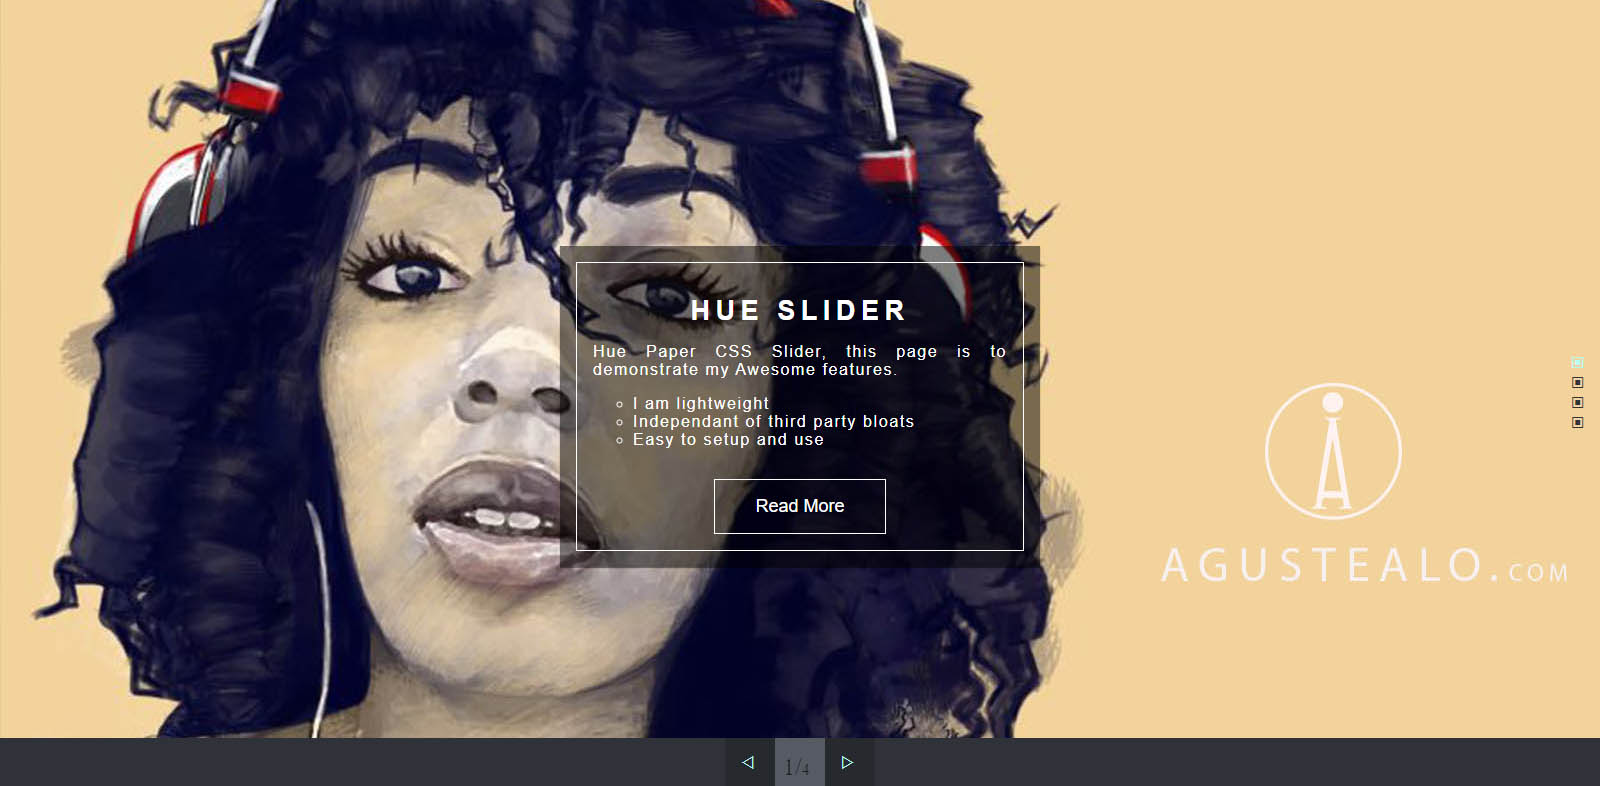 HUE SLIDER
Hue Paper CSS Slider, this page is to
demonstrate my Awesome features.
I am lightweight
Independant of third party bloats
Easy to setup and use
Read More
AGUSTEALO.COM
1/4